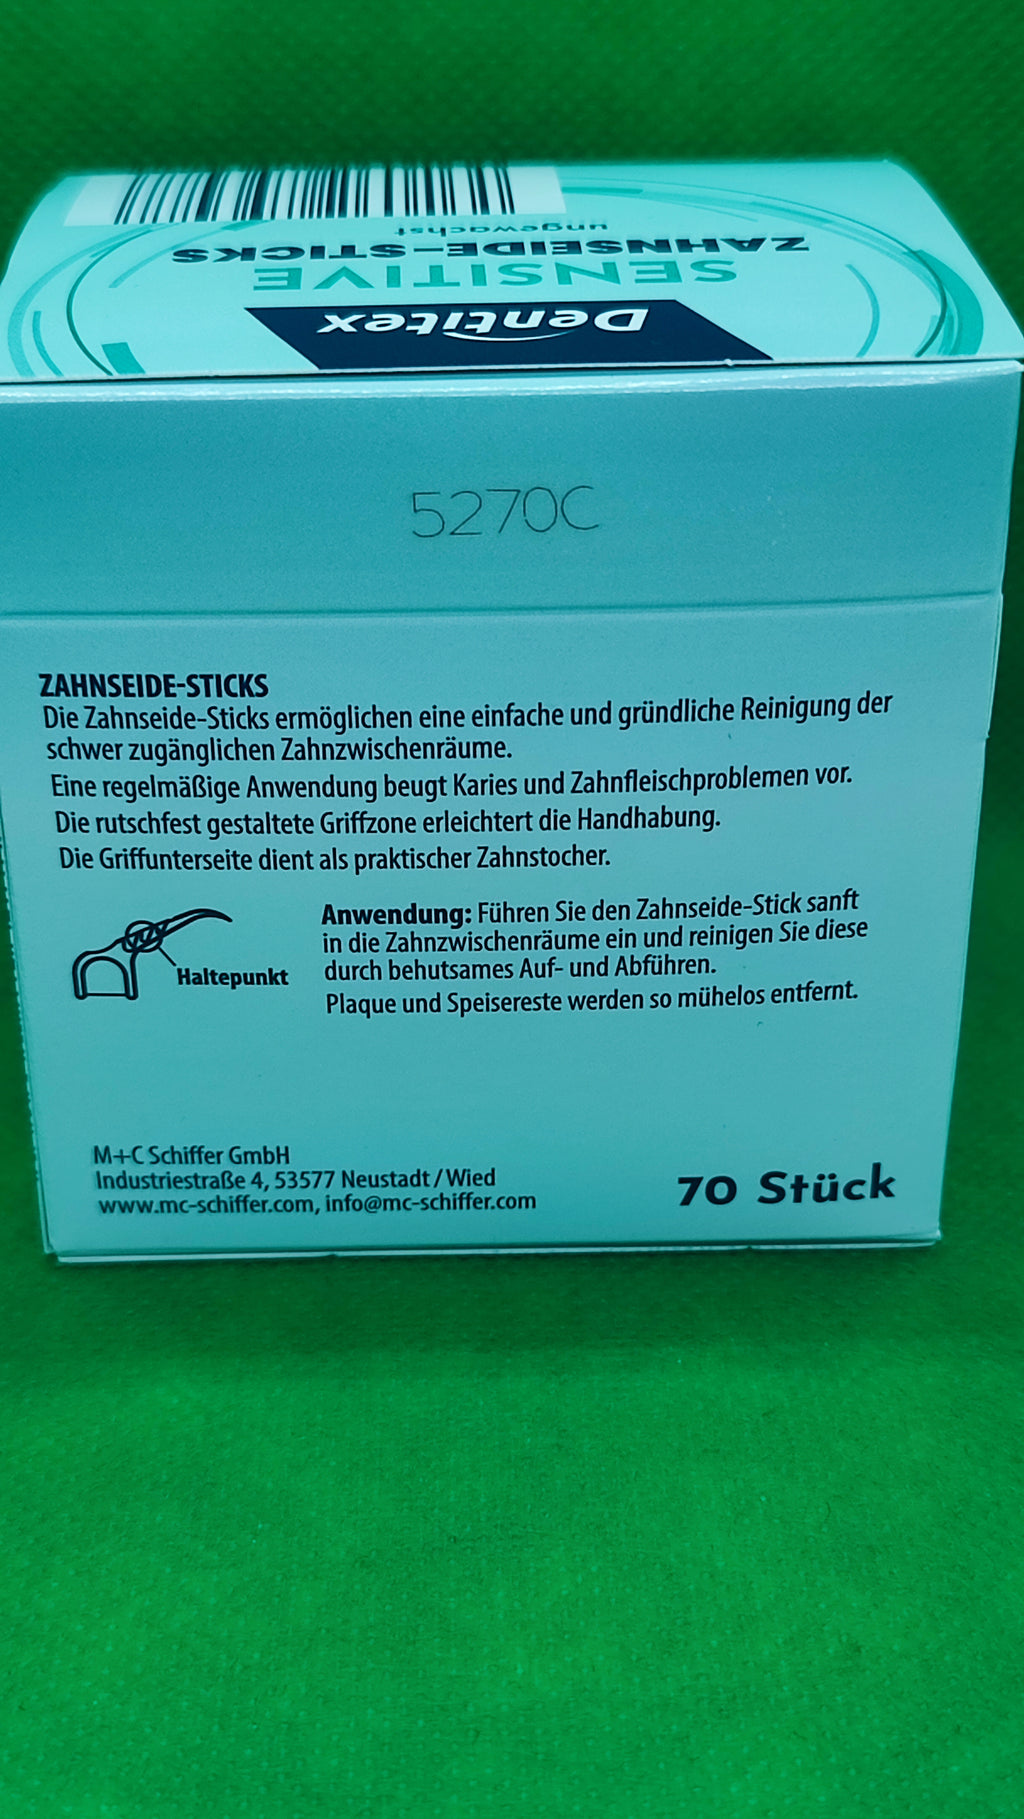 ungewachst
ZAHNSEIDE-STICKS
SENSITIVE
Dentitex
5270C
ZAHNSEIDE-STICKS
Die Zahnseide-Sticks ermöglichen eine einfache und gründliche Reinigung der
schwer zugänglichen Zahnzwischenräume.
Eine regelmäßige Anwendung beugt Karies und Zahnfleischproblemen vor.
Die rutschfest gestaltete Griffzone erleichtert die Handhabung.
Die Griffunterseite dient als praktischer Zahnstocher.
Haltepunkt
Anwendung: Führen Sie den Zahnseide-Stick sanft
in die Zahnzwischenräume ein und reinigen Sie diese
durch behutsames Auf- und Abführen.
Plaque und Speisereste werden so mühelos entfernt.
M+C Schiffer GmbH
Industriestraße 4, 53577 Neustadt/Wied
www.mc-schiffer.com, info@mc-schiffer.com
70 Stück